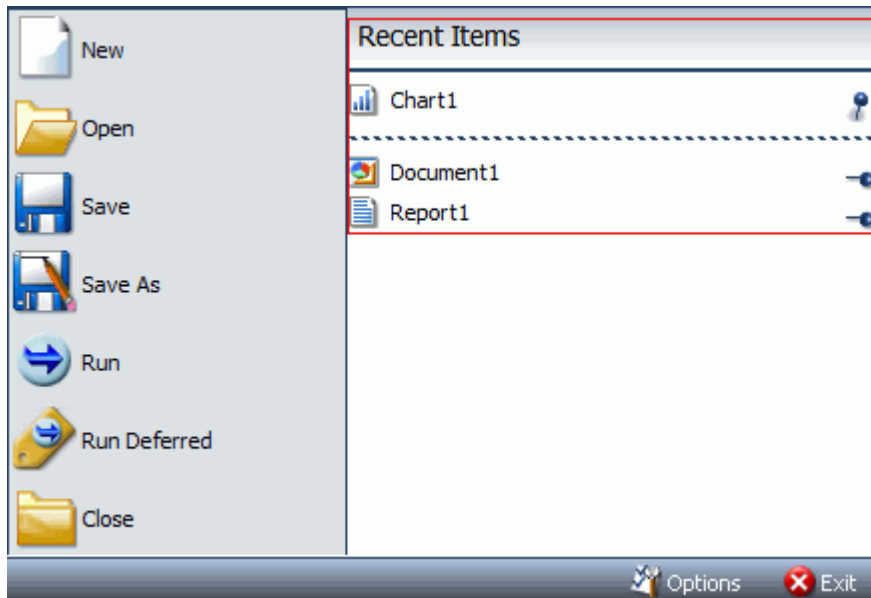 New
Open
Save
Save As
Run
Run Deferred
Close
Recent Items
Chart1
Document1
Report1
Options
Exit